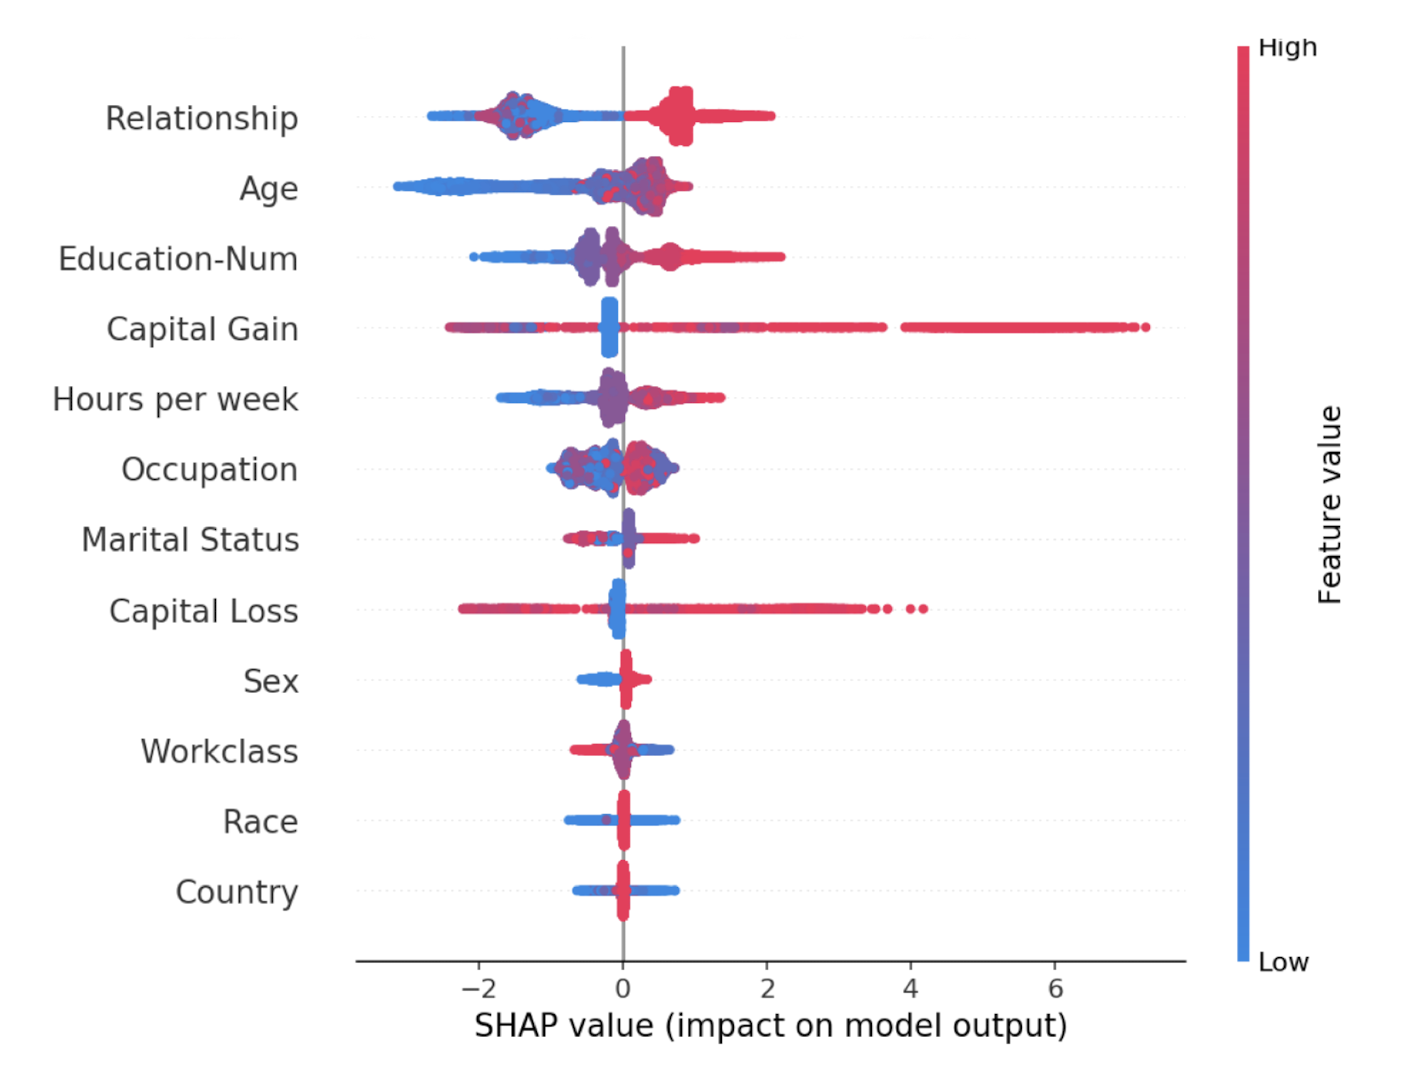 High
Relationship
Age
Education-Num
Capital Gain
Hours per week
Occupation
Marital Status
Capital Loss
Sex
Workclass
Race
Country
Feature value
Low
−2 0 2 4 6
SHAP value (impact on model output)